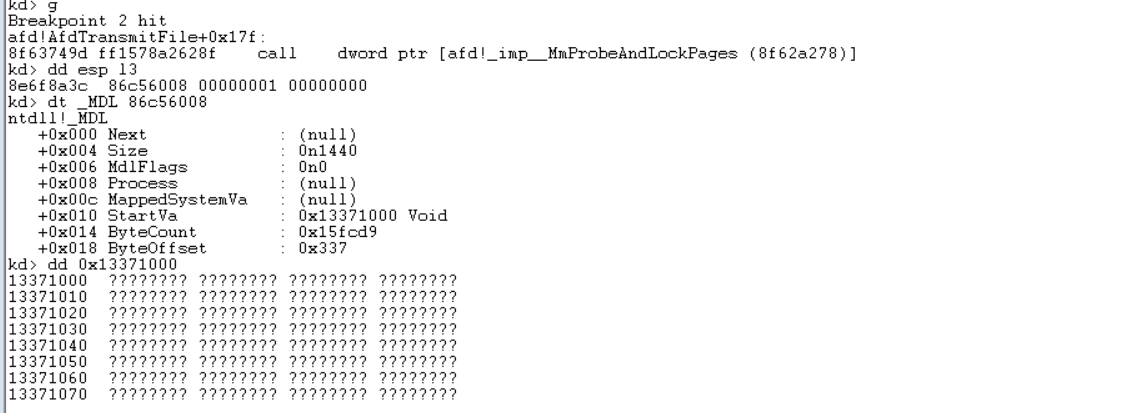 kd> g
Breakpoint 2 hit
afd!AfdTransmitFile+0x17f:
8f63749d ff1578a2628f    call    dword ptr [afd!_imp__MmProbeAndLockPages (8f62a278)]
kd> dd esp l3
8e6f8a3c  86c56008 00000001 00000000
kd> dt _MDL 86c56008
ntdll!_MDL
   +0x000 Next             : (null)
   +0x004 Size             : 0n1440
   +0x006 MdlFlags         : 0n0
   +0x008 Process          : (null)
   +0x00c MappedSystemVa   : (null)
   +0x010 StartVa          : 0x13371000 Void
   +0x014 ByteCount        : 0x15fcd9
   +0x018 ByteOffset       : 0x337
kd> dd 0x13371000
13371000  ???????? ???????? ???????? ????????
13371010  ???????? ???????? ???????? ????????
13371020  ???????? ???????? ???????? ????????
13371030  ???????? ???????? ???????? ????????
13371040  ???????? ???????? ???????? ????????
13371050  ???????? ???????? ???????? ????????
13371060  ???????? ???????? ???????? ????????
13371070  ???????? ???????? ???????? ????????